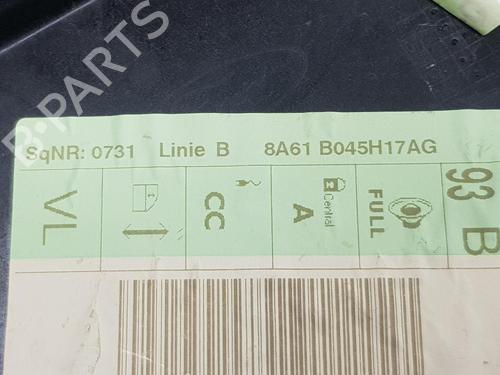 B-PARTS
SqNR: 0731 Linie B 8A61 B045H17AG
VL
CC
A
Central
FULL
93 B